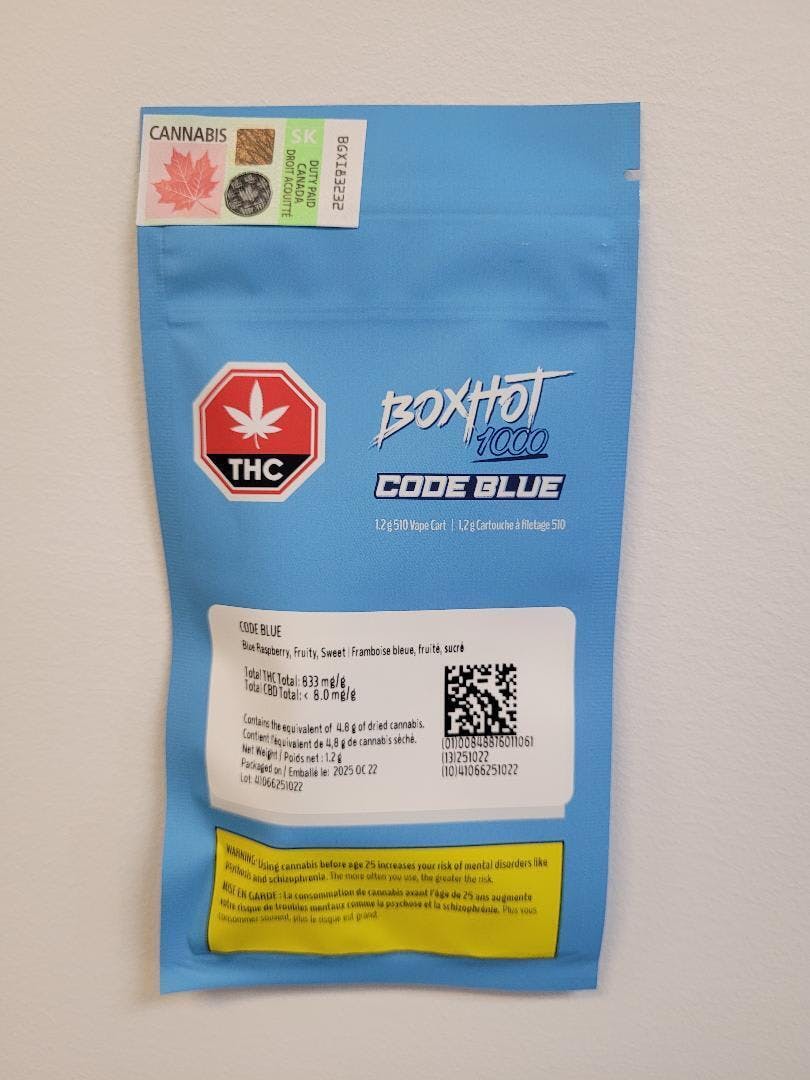 CANNABIS
SK
DUTY PAID
CANADA
DROIT ACQUITTÉ
BGXI83232
THC
BOXHOT
1000
CODE BLUE
1.2 g 510 Vape Cart | 1,2 g Cartouche à filetage 510
CODE BLUE
Blue Raspberry, Fruity, Sweet | Framboise bleue, fruité, sucré
Total THC Total: 833 mg/g
Total CBD Total: < 8.0 mg/g
Contains the equivalent of 4.8 g of dried cannabis.
Contient l'équivalent de 4,8 g de cannabis séché.
Net Weight / Poids net : 1.2 g
Packaged on / Emballé le: 2025 OC 22
Lot: 41066251022
(01)00848876011061
(13)251022
(10)41066251022
WARNING: Using cannabis before age 25 increases your risk of mental disorders like
psychosis and schizophrenia. The more often you use, the greater the risk.
MISE EN GARDE : La consommation de cannabis avant l'âge de 25 ans augmente
votre risque de troubles mentaux comme la psychose et la schizophrénie. Plus vous
consommer souvent, plus le risque est grand.